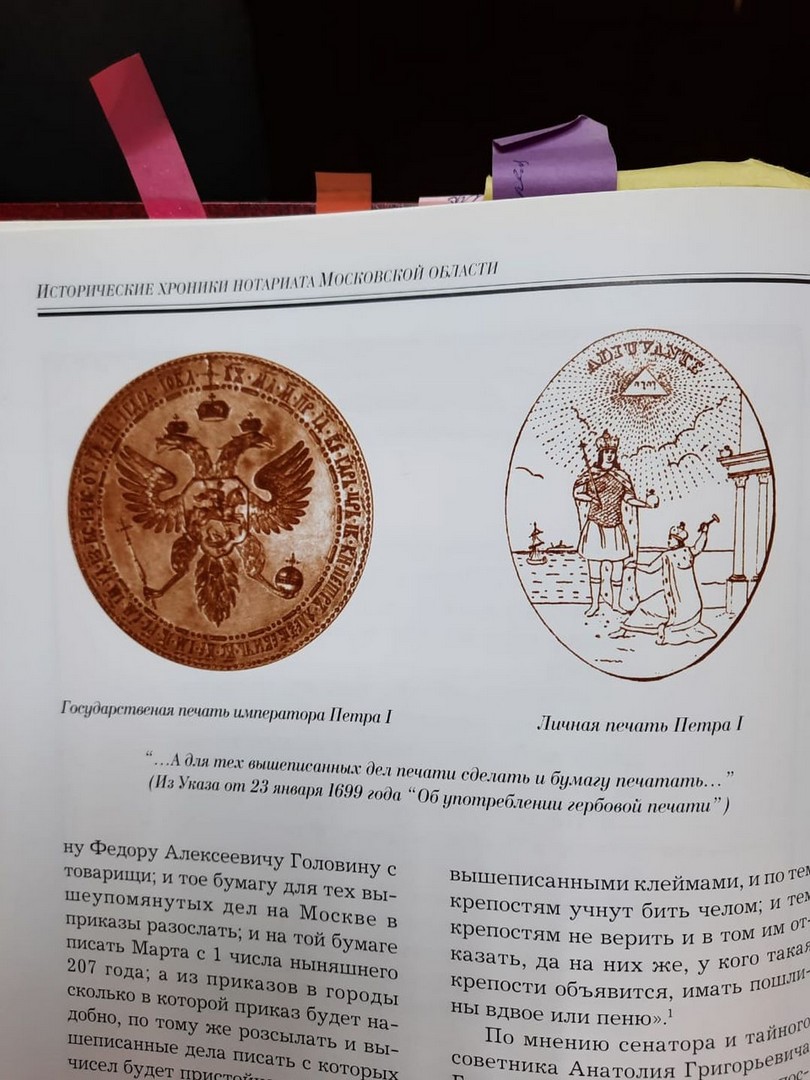 Исторические хроники нотариата Московской области
ADIUVANTE
Государственая печать императора Петра I
Личная печать Петра I
“…А для тех вышеписанных дел печати сделать и бумагу печатать…”
(Из Указа от 23 января 1699 года “Об употреблении гербовой печати”)
ну Федору Алексеевичу Головину с
товарищи; и тое бумагу для тех вы-
шеупомянутых дел на Москве в
приказы разослать; и на той бумаге
писать Марта с 1 числа ныняшнего
207 года; а из приказов в городы
сколько в которой приказ будет на-
добно, по тому же розсылать и вы-
шеписанные дела писать с которых
чисел будет
вышеписанными клеймами, и по тем
крепостям учнут бить челом; и тем
крепостям не верить и в том им от-
казать, да на них же, у кого такая
крепости объявится, имать пошли-
ны вдвое или пеню».¹
По мнению сенатора и тайного
советника Анатолия Григорьевича